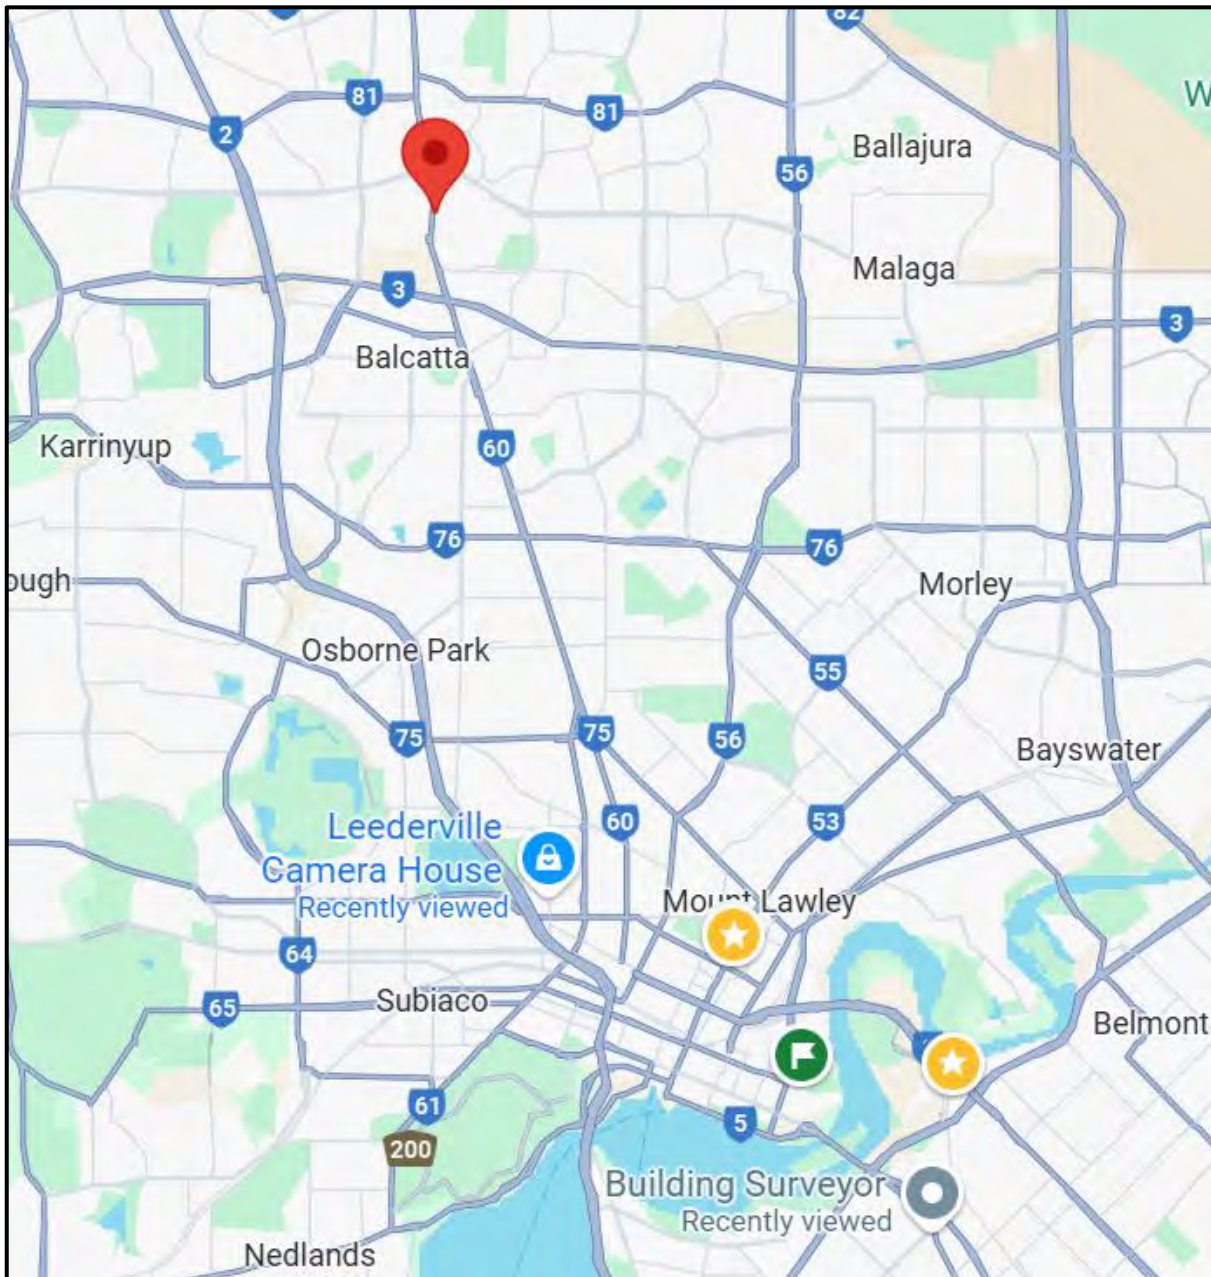 82
81
81
2
W
Ballajura
56
Malaga
3
3
Balcatta
Karrinyup
60
76
76
ough
Morley
Osborne Park
55
75
75
56
Bayswater
Leederville
Camera House
Recently viewed
60
53
Mount Lawley
64
65
Subiaco
Belmont
61
5
200
Building Surveyor
Recently viewed
Nedlands